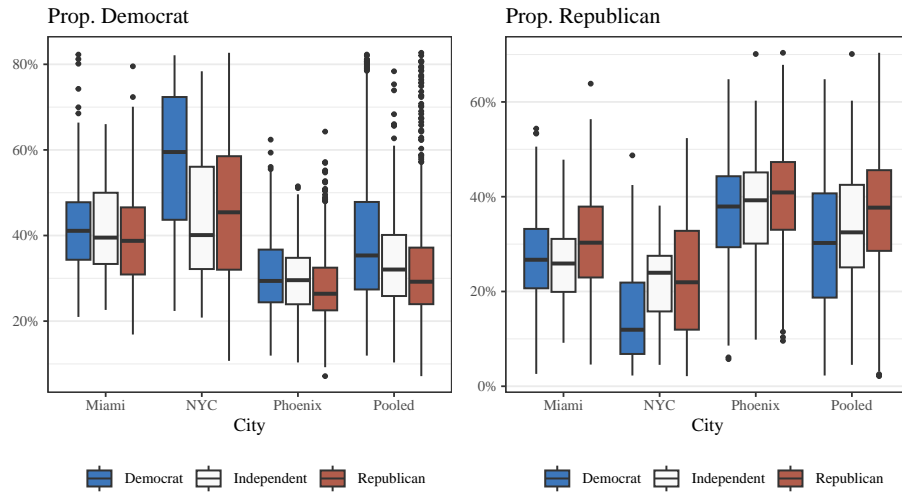 Prop. Democrat
80%
60%
40%
20%
Miami
NYC
Phoenix
Pooled
City
Democrat
Independent
Republican
Prop. Republican
60%
40%
20%
0%
Miami
NYC
Phoenix
Pooled
City
Democrat
Independent
Republican